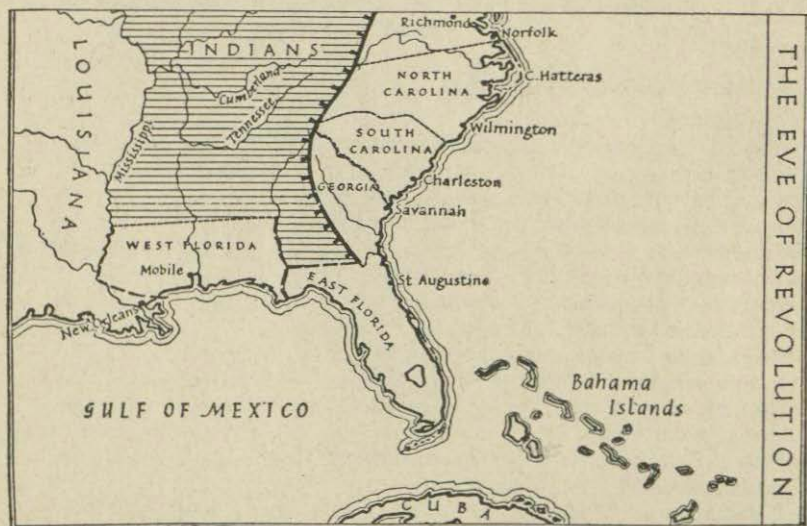 Richmond
Norfolk
INDIANS
LOUISIANA
NORTH
CAROLINA
C. Hatteras
Cumberland
Tennessee
Mississippi
SOUTH
CAROLINA
Wilmington
GEORGIA
Charleston
Savannah
WEST FLORIDA
Mobile
St Augustine
EAST FLORIDA
New Orleans
GULF OF MEXICO
Bahama
Islands
CUBA
THE EVE OF REVOLUTION